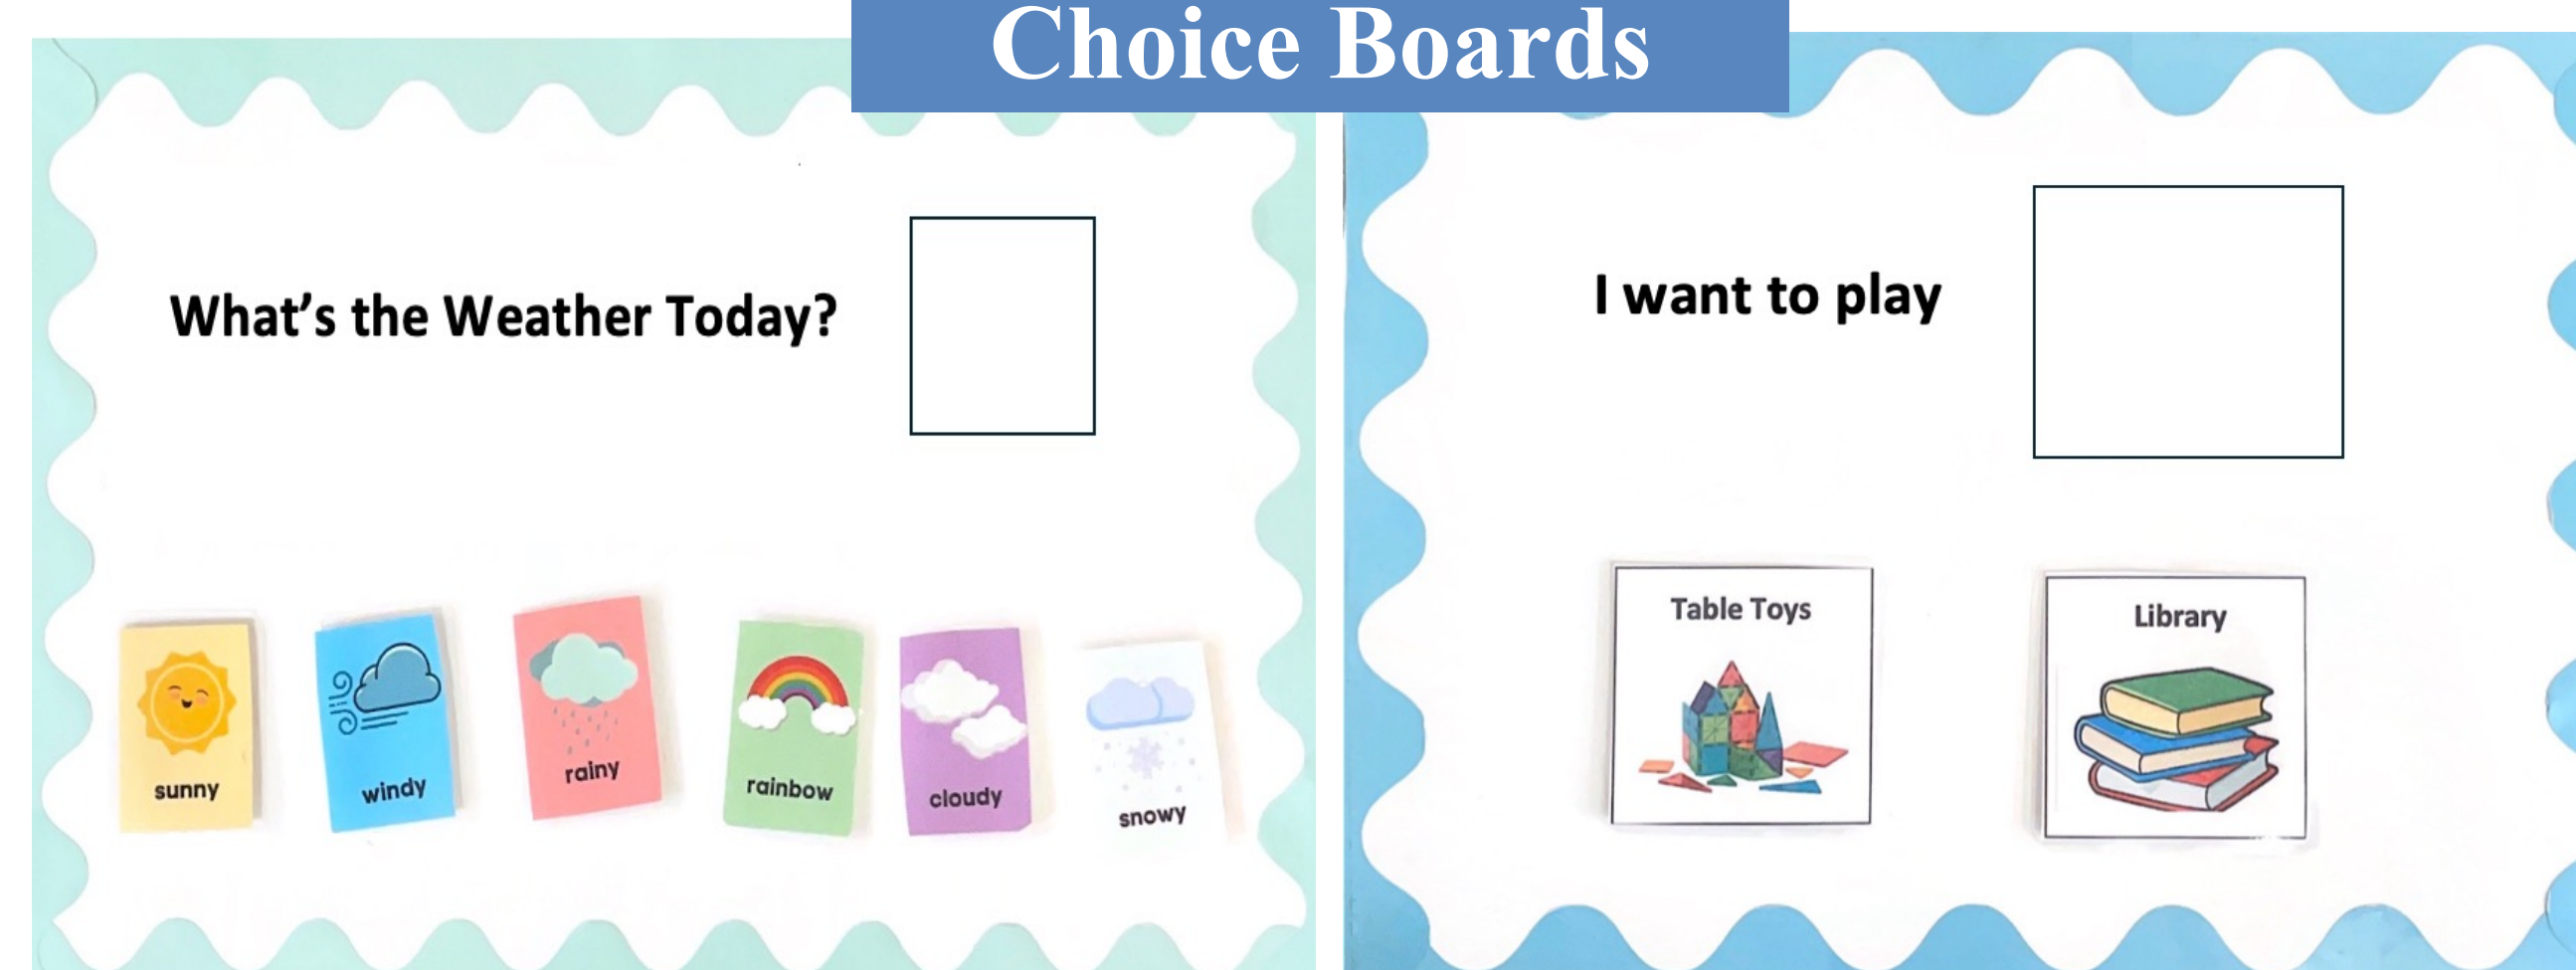 Choice Boards
What's the Weather Today?
sunny
windy
rainy
rainbow
cloudy
snowy
I want to play
Table Toys
Library